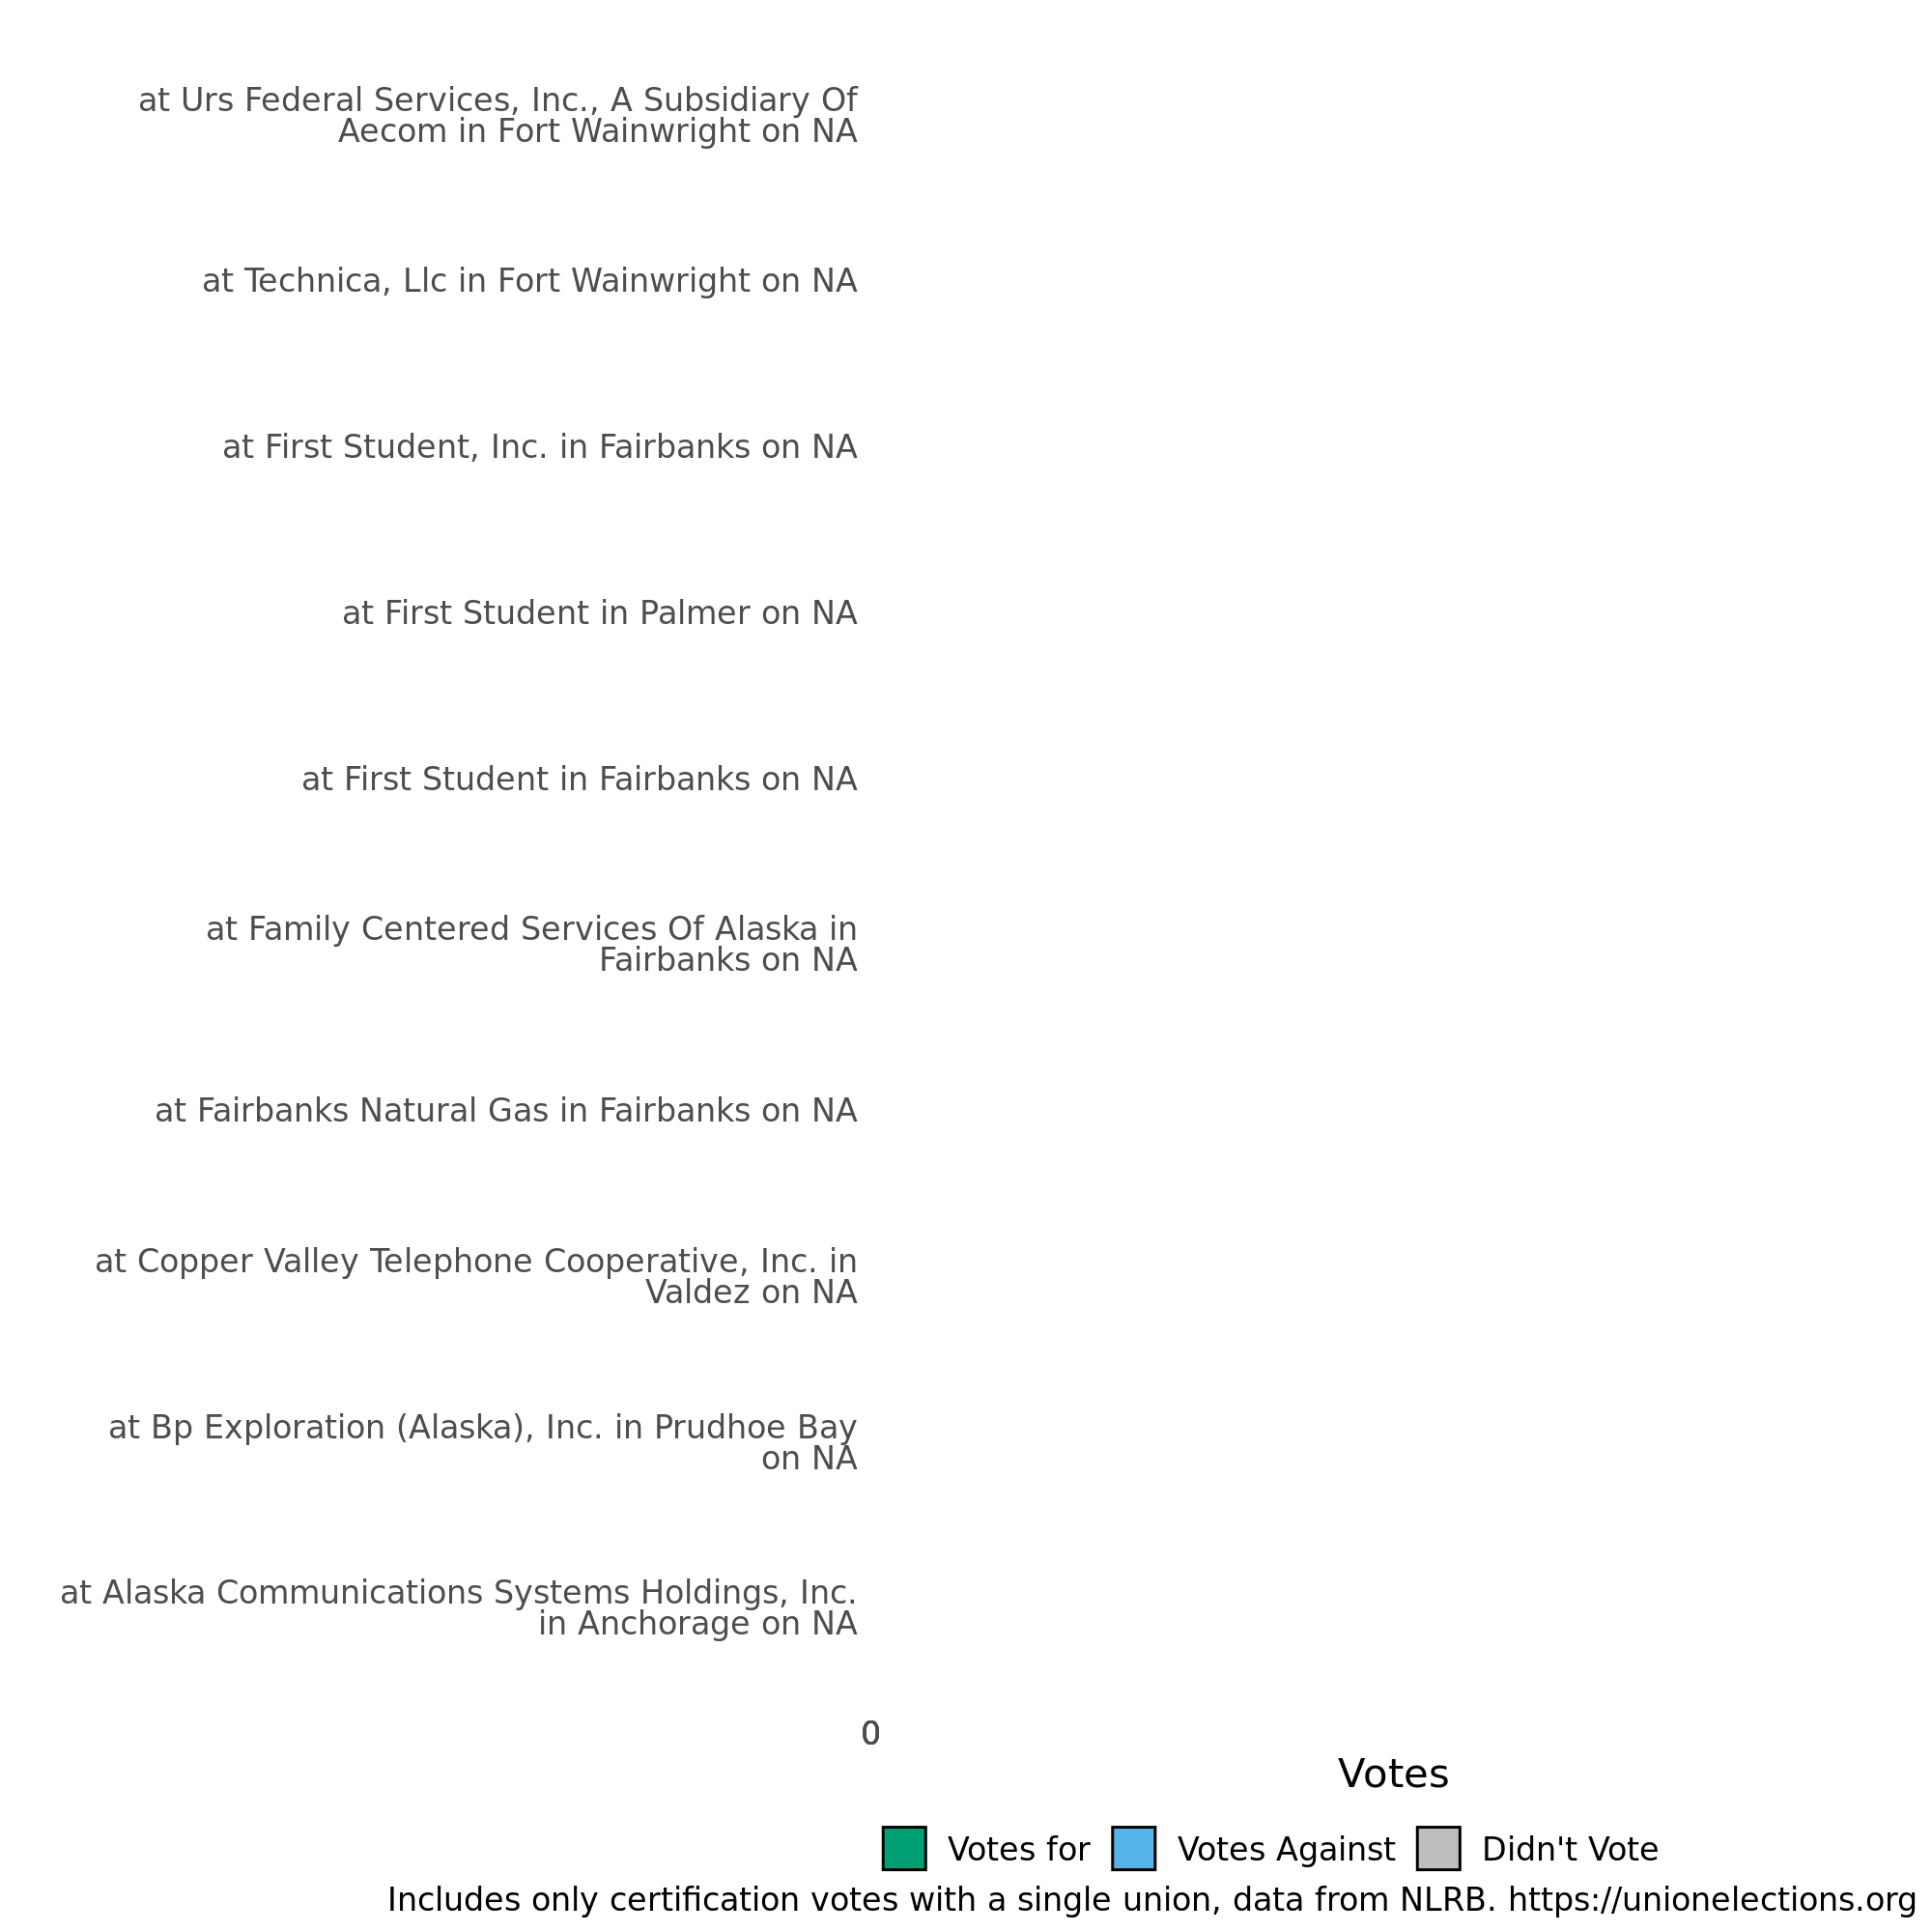 at Urs Federal Services, Inc., A Subsidiary Of
Aecom in Fort Wainwright on NA
at Technica, Llc in Fort Wainwright on NA
at First Student, Inc. in Fairbanks on NA
at First Student in Palmer on NA
at First Student in Fairbanks on NA
at Family Centered Services Of Alaska in
Fairbanks on NA
at Fairbanks Natural Gas in Fairbanks on NA
at Copper Valley Telephone Cooperative, Inc. in
Valdez on NA
at Bp Exploration (Alaska), Inc. in Prudhoe Bay
on NA
at Alaska Communications Systems Holdings, Inc.
in Anchorage on NA
0
Votes
Votes for Votes Against Didn't Vote
Includes only certification votes with a single union, data from NLRB. https://unionelections.org